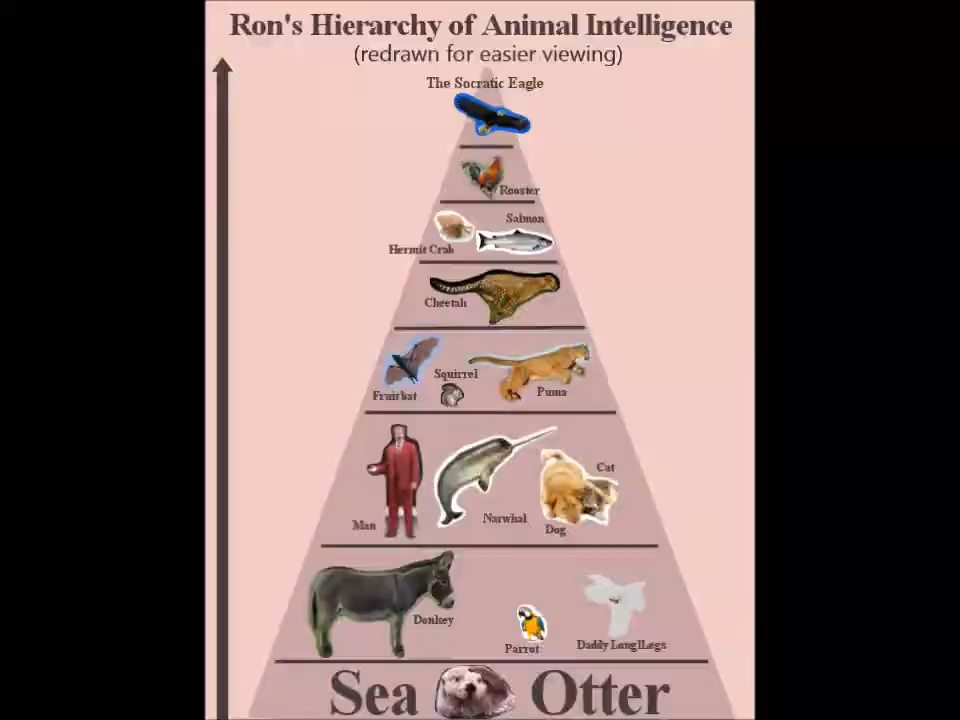 Ron's Hierarchy of Animal Intelligence
(redrawn for easier viewing)
The Socratic Eagle
Rooster
Salmon
Hermit Crab
Cheetah
Squirrel
Fruitbat
Puma
Cat
Man
Narwhal
Dog
Donkey
Parrot
Daddy LonglLegs
Sea Otter